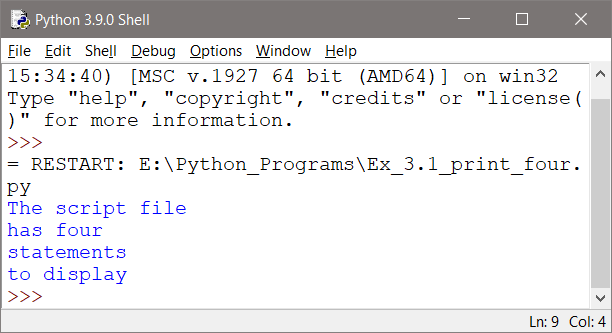 Python 3.9.0 Shell
File Edit Shell Debug Options Window Help
15:34:40) [MSC v.1927 64 bit (AMD64)] on win32
Type "help", "copyright", "credits" or "license(
)" for more information.
>>>
= RESTART: E:\Python_Programs\Ex_3.1_print_four.
py
The script file
has four
statements
to display
>>>
Ln: 9 Col: 4